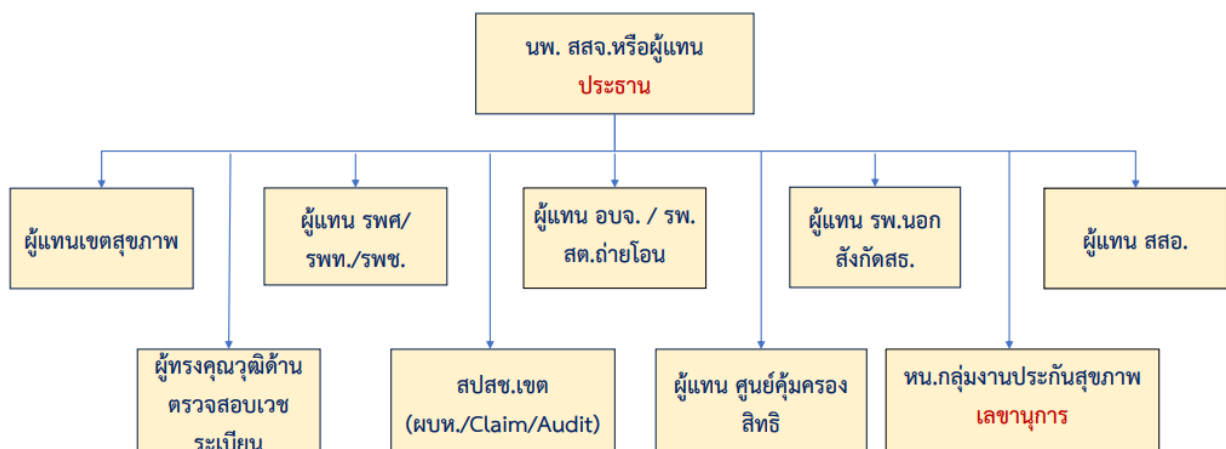 นพ. สสจ.หรือผู้แทน
ประธาน
ผู้แทนเขตสุขภาพ
ผู้แทน รพศ/
รพท./รพช.
ผู้แทน อบจ. / รพ.
สต.ถ่ายโอน
ผู้แทน รพ.นอก
สังกัดสธ.
ผู้แทน สสอ.
ผู้ทรงคุณวุฒิด้าน
ตรวจสอบเวช
ระเบียน
สปสช.เขต
(ผบห./Claim/Audit)
ผู้แทน ศูนย์คุ้มครอง
สิทธิ
หน.กลุ่มงานประกันสุขภาพ
เลขานุการ